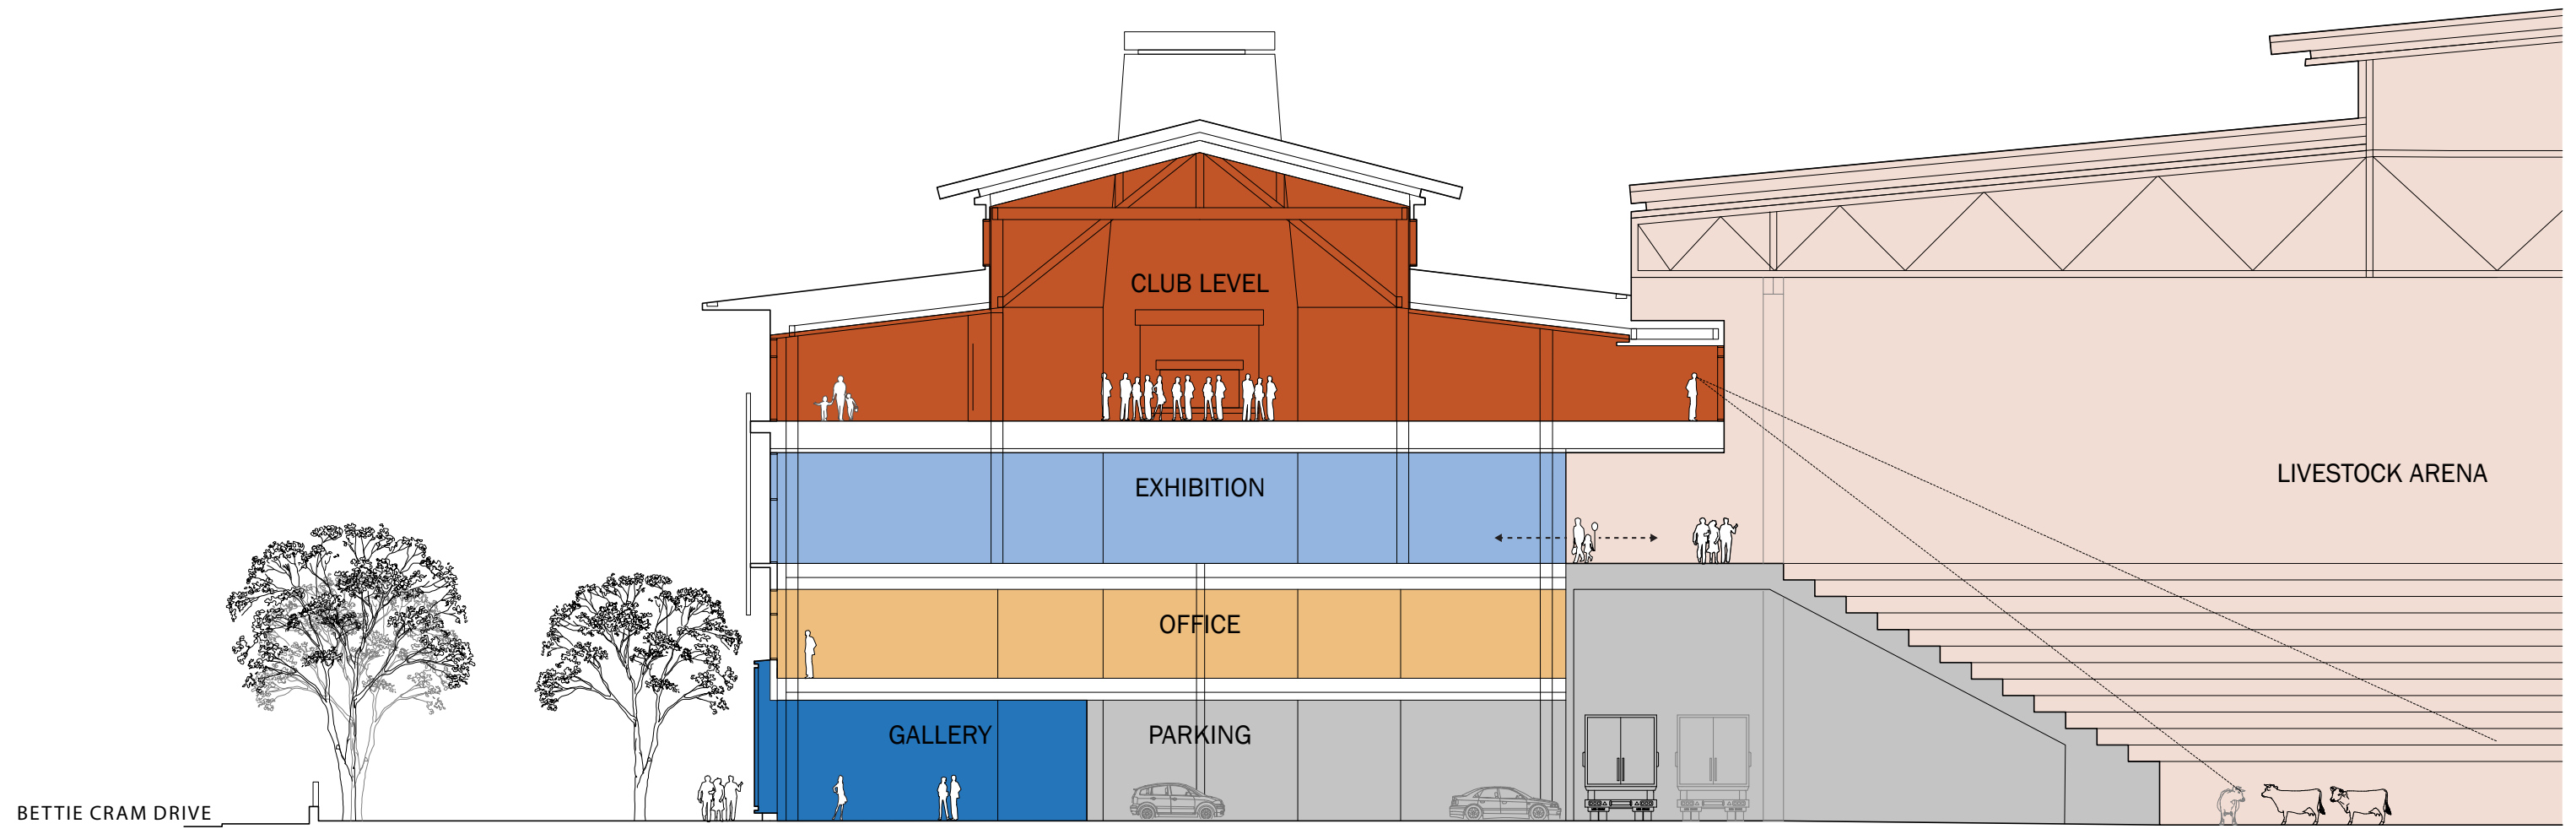 CLUB LEVEL
EXHIBITION
LIVESTOCK ARENA
OFFICE
GALLERY
PARKING
BETTIE CRAM DRIVE